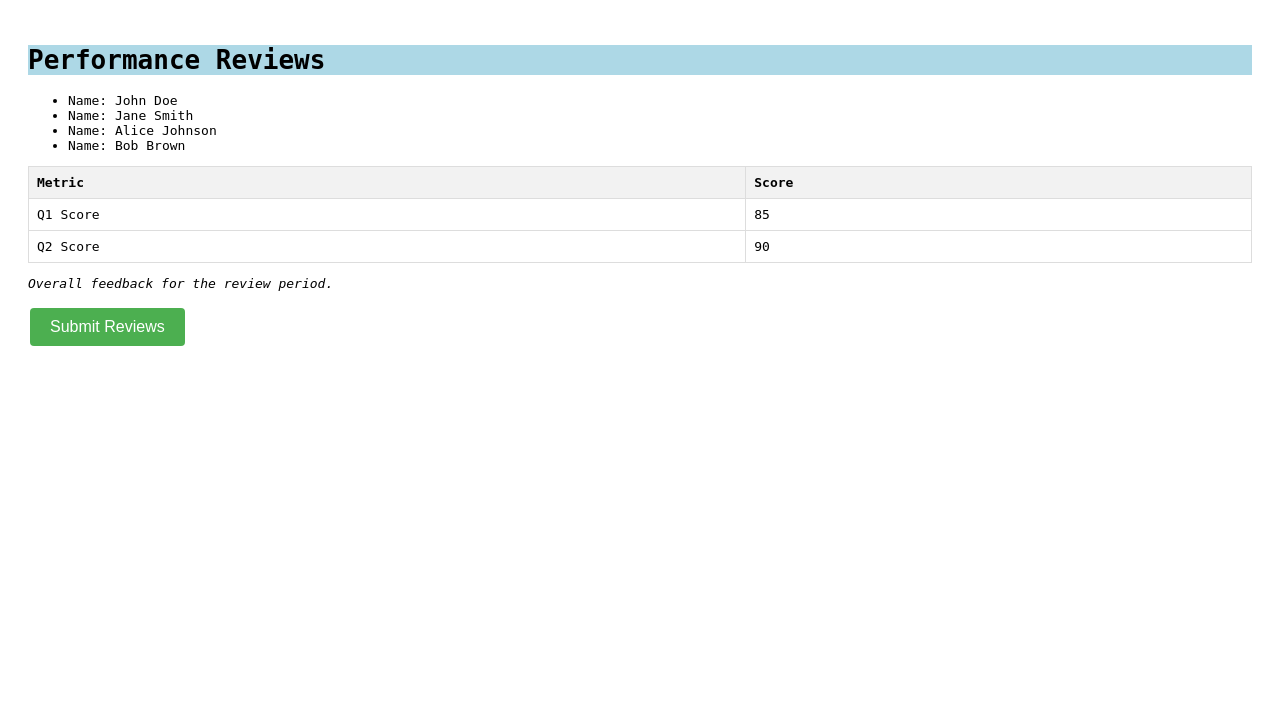 Performance Reviews
Name: John Doe
Name: Jane Smith
Name: Alice Johnson
Name: Bob Brown
Metric Score
Q1 Score 85
Q2 Score 90
Overall feedback for the review period.
Submit Reviews